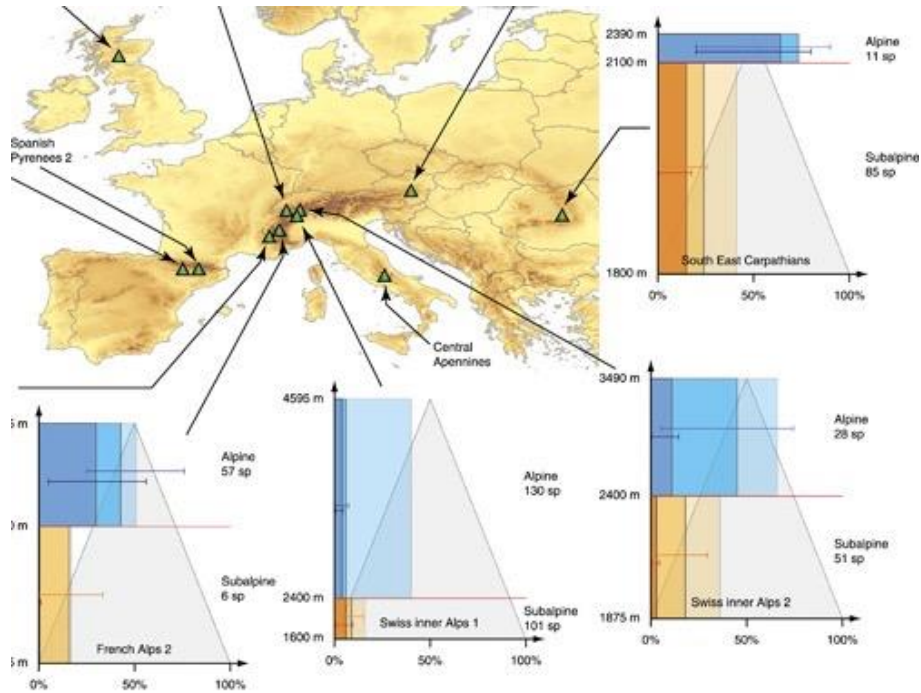 Spanish
Pyrenees 2
Central
Apennines
2390 m
2100 m
1800 m
Alpine
11 sp
Subalpine
85 sp
South East Carpathians
0%
50%
100%
Alpine
57 sp
0 m
Subalpine
6 sp
French Alps 2
0%
50%
100%
4595 m
2400 m
1600 m
Alpine
130 sp
Subalpine
101 sp
Swiss inner Alps 1
0%
50%
100%
3490 m
2400 m
1875 m
Alpine
28 sp
Subalpine
51 sp
Swiss inner Alps 2
0%
50%
100%